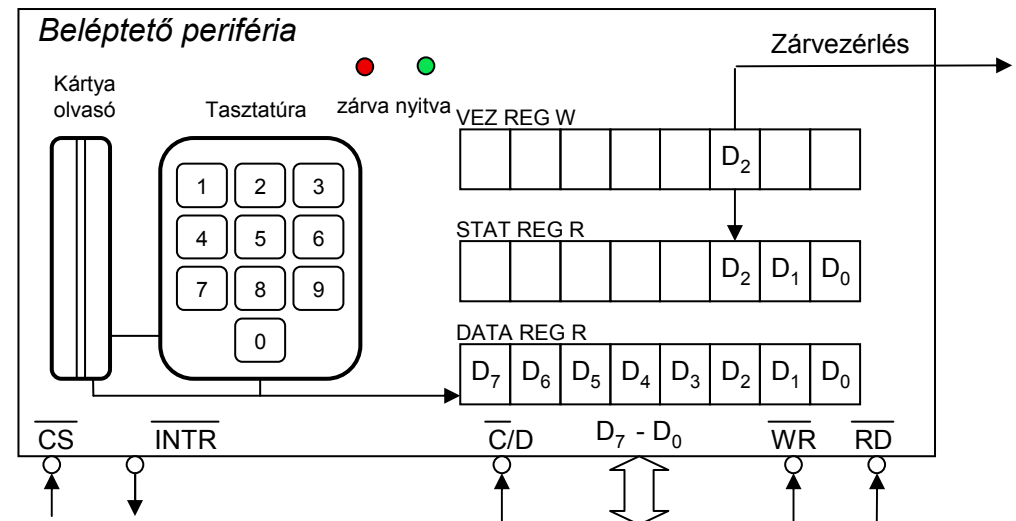 Beléptető periféria
Zárvezérlés
Kártya
olvasó
Tasztatúra
zárva nyitva
VEZ REG W
D2
1 2 3
4 5 6
7 8 9
0
STAT REG R
D2 D1 D0
DATA REG R
D7 D6 D5 D4 D3 D2 D1 D0
CS INTR C/D D7 - D0 WR RD